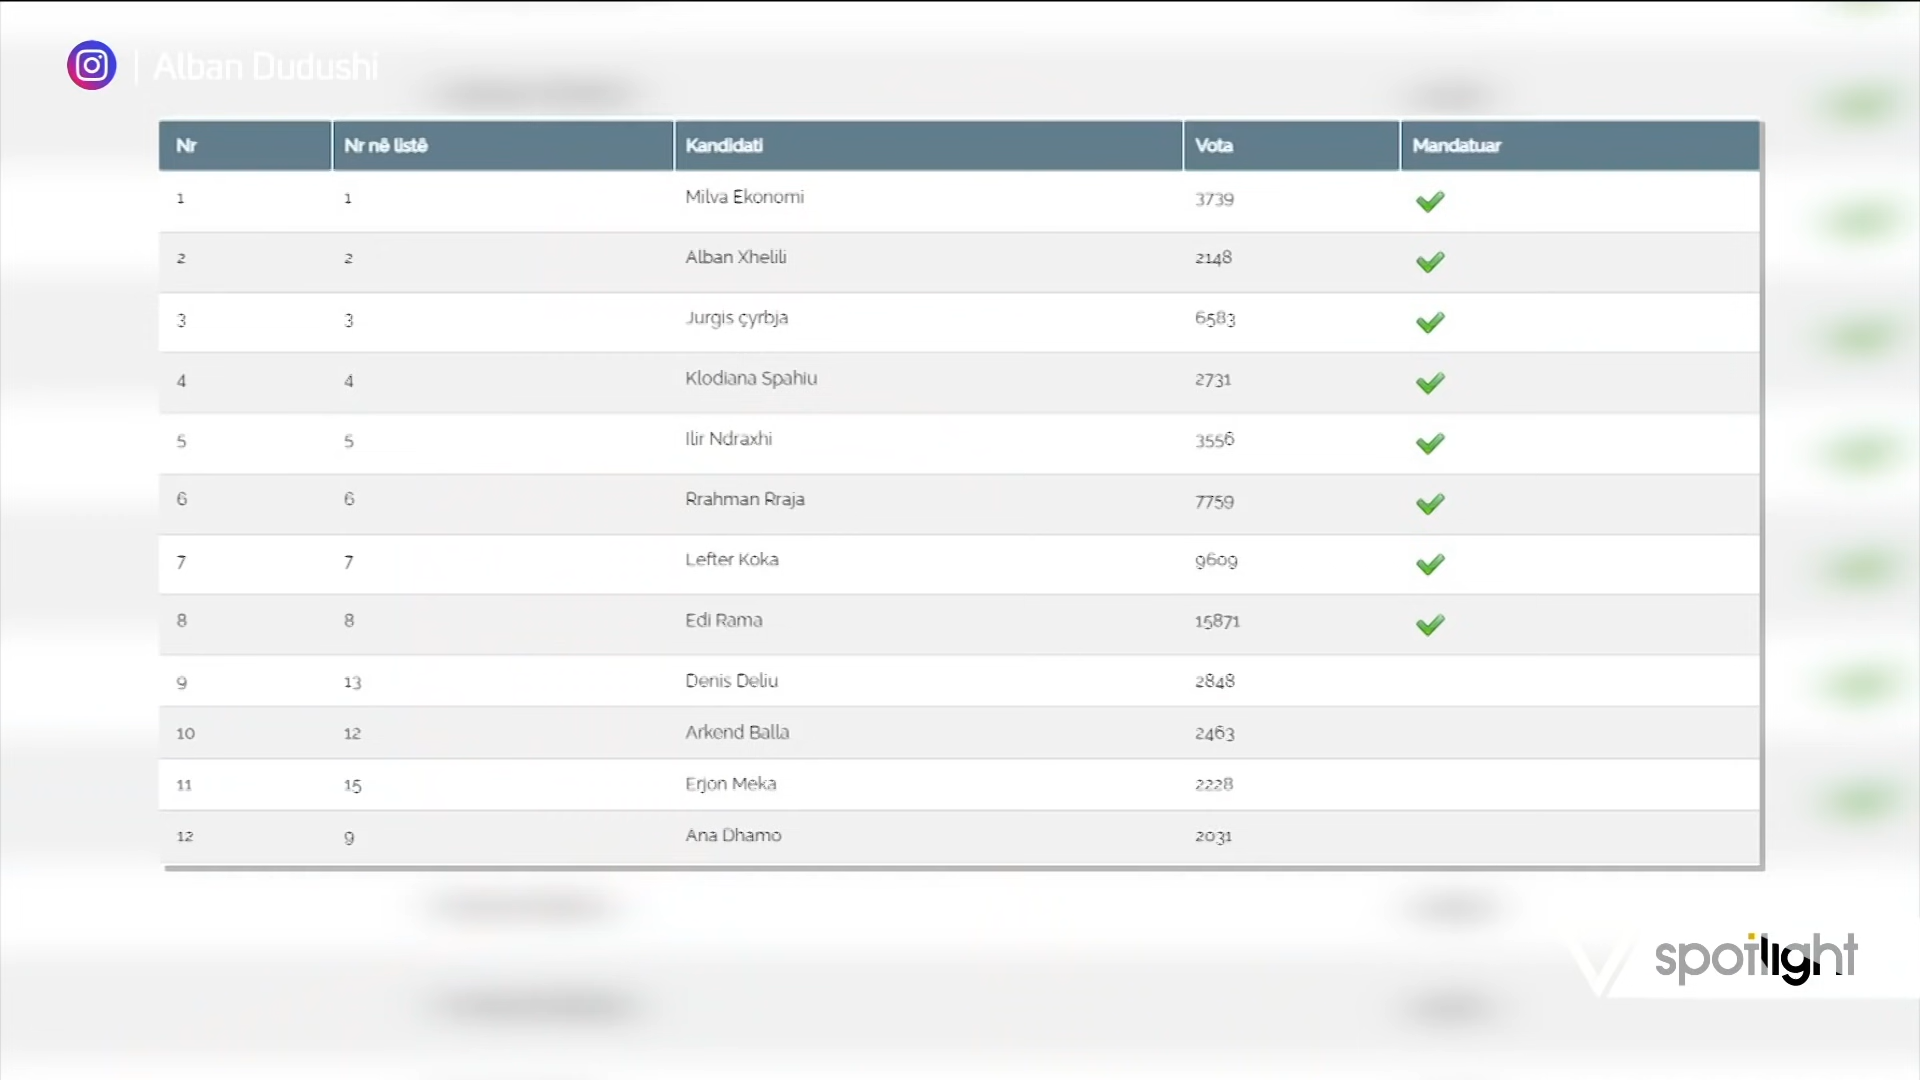 Alban Dudushi
Nr Nr në listë Kandidati Vota Mandatuar
1 1 Milva Ekonomi 3739
2 2 Alban Xhelili 2148
3 3 Jurgis çyrbja 6583
4 4 Klodiana Spahiu 2731
5 5 Ilir Ndraxhi 3556
6 6 Rrahman Rraja 7759
7 7 Lefter Koka 9609
8 8 Edi Rama 15871
9 13 Denis Deliu 2848
10 12 Arkend Balla 2463
11 15 Erjon Meka 2228
12 9 Ana Dhamo 2031
spotlight